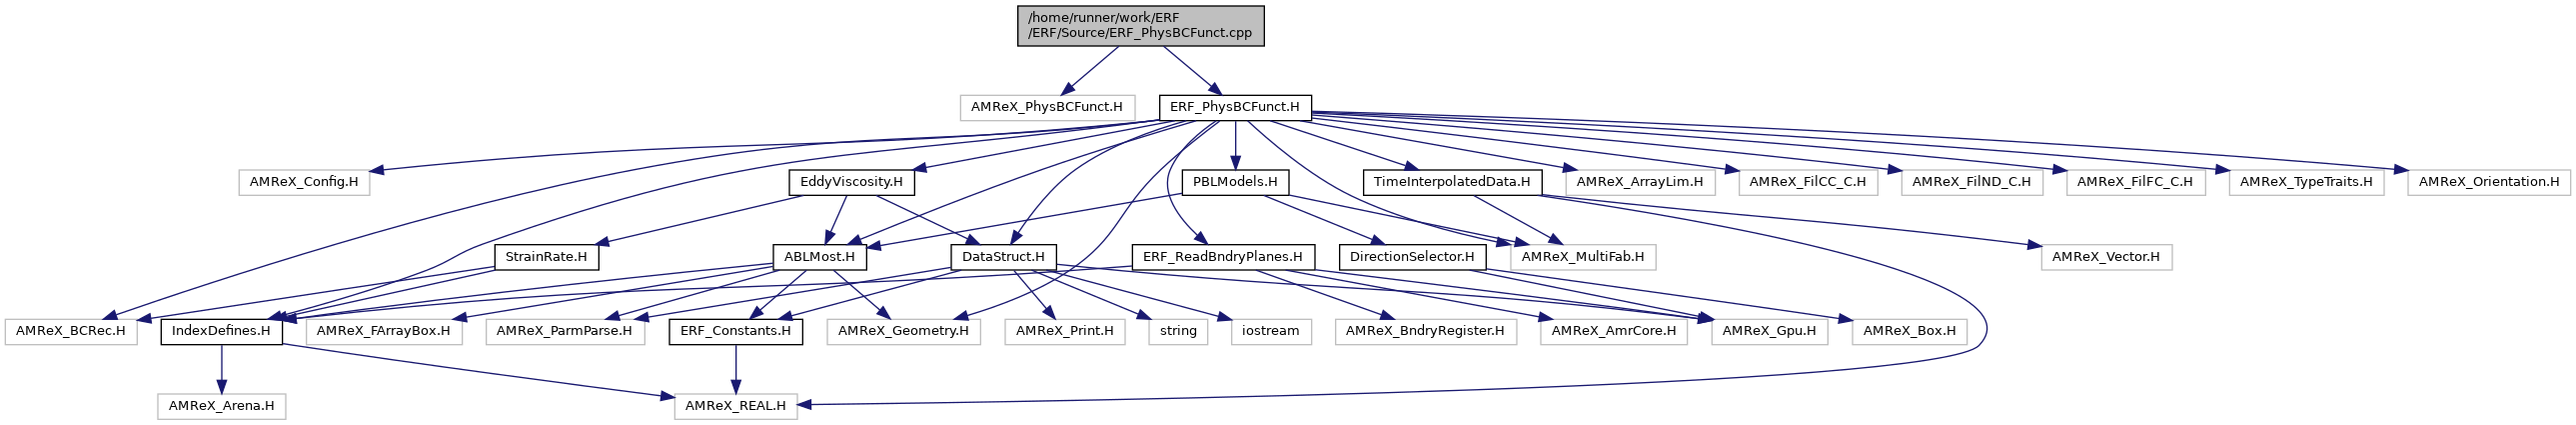 /home/runner/work/ERF
/ERF/Source/ERF_PhysBCFunct.cpp
AMReX_PhysBCFunct.H
ERF_PhysBCFunct.H
AMReX_Config.H
EddyViscosity.H
PBLModels.H
TimeInterpolatedData.H
AMReX_ArrayLim.H
AMReX_FilCC_C.H
AMReX_FilND_C.H
AMReX_FilFC_C.H
AMReX_TypeTraits.H
AMReX_Orientation.H
StrainRate.H
ABLMost.H
DataStruct.H
ERF_ReadBndryPlanes.H
DirectionSelector.H
AMReX_MultiFab.H
AMReX_Vector.H
AMReX_BCRec.H
IndexDefines.H
AMReX_FArrayBox.H
AMReX_ParmParse.H
ERF_Constants.H
AMReX_Geometry.H
AMReX_Print.H
string
iostream
AMReX_BndryRegister.H
AMReX_AmrCore.H
AMReX_Gpu.H
AMReX_Box.H
AMReX_Arena.H
AMReX_REAL.H